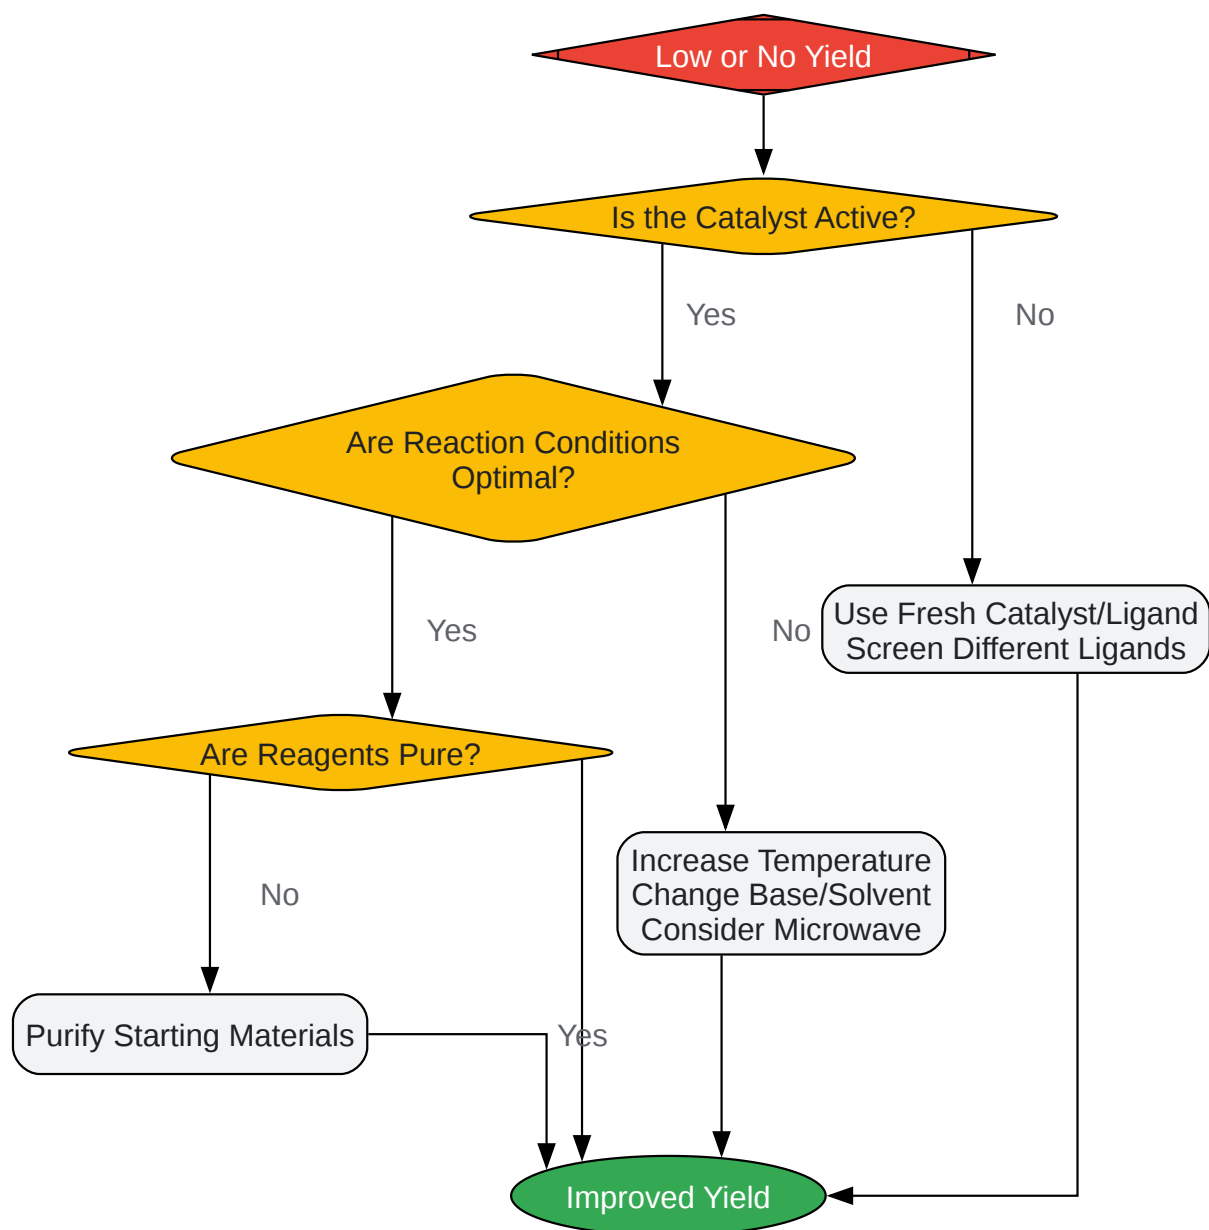 Low or No Yield
Is the Catalyst Active?
Yes
No
Are Reaction Conditions
Optimal?
Use Fresh Catalyst/Ligand
Screen Different Ligands
Yes
No
Are Reagents Pure?
Increase Temperature
Change Base/Solvent
Consider Microwave
No
Purify Starting Materials
Yes
Improved Yield